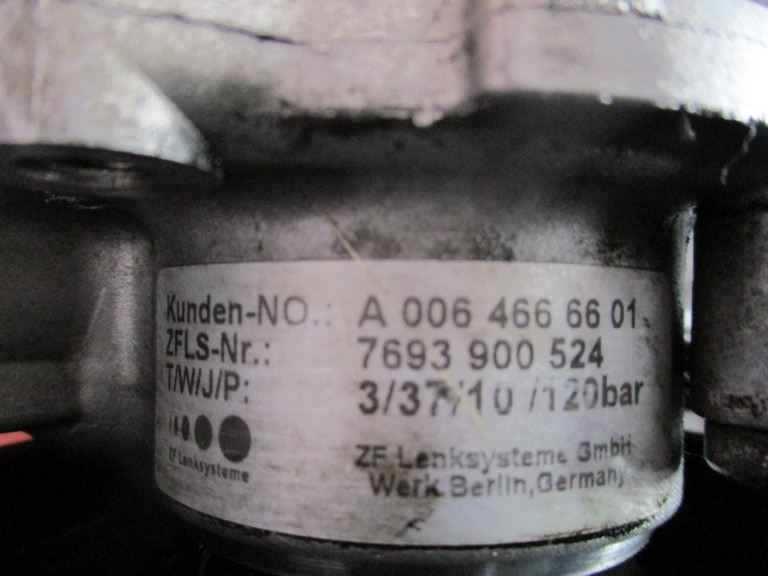 Kunden-NO.: A 006 466 66 01
ZFLS-Nr.: 7693 900 524
T/W/J/P: 3/37/10 /120bar
ZF Lenksysteme
ZF Lenksysteme GmbH
Werk Berlin,Germany